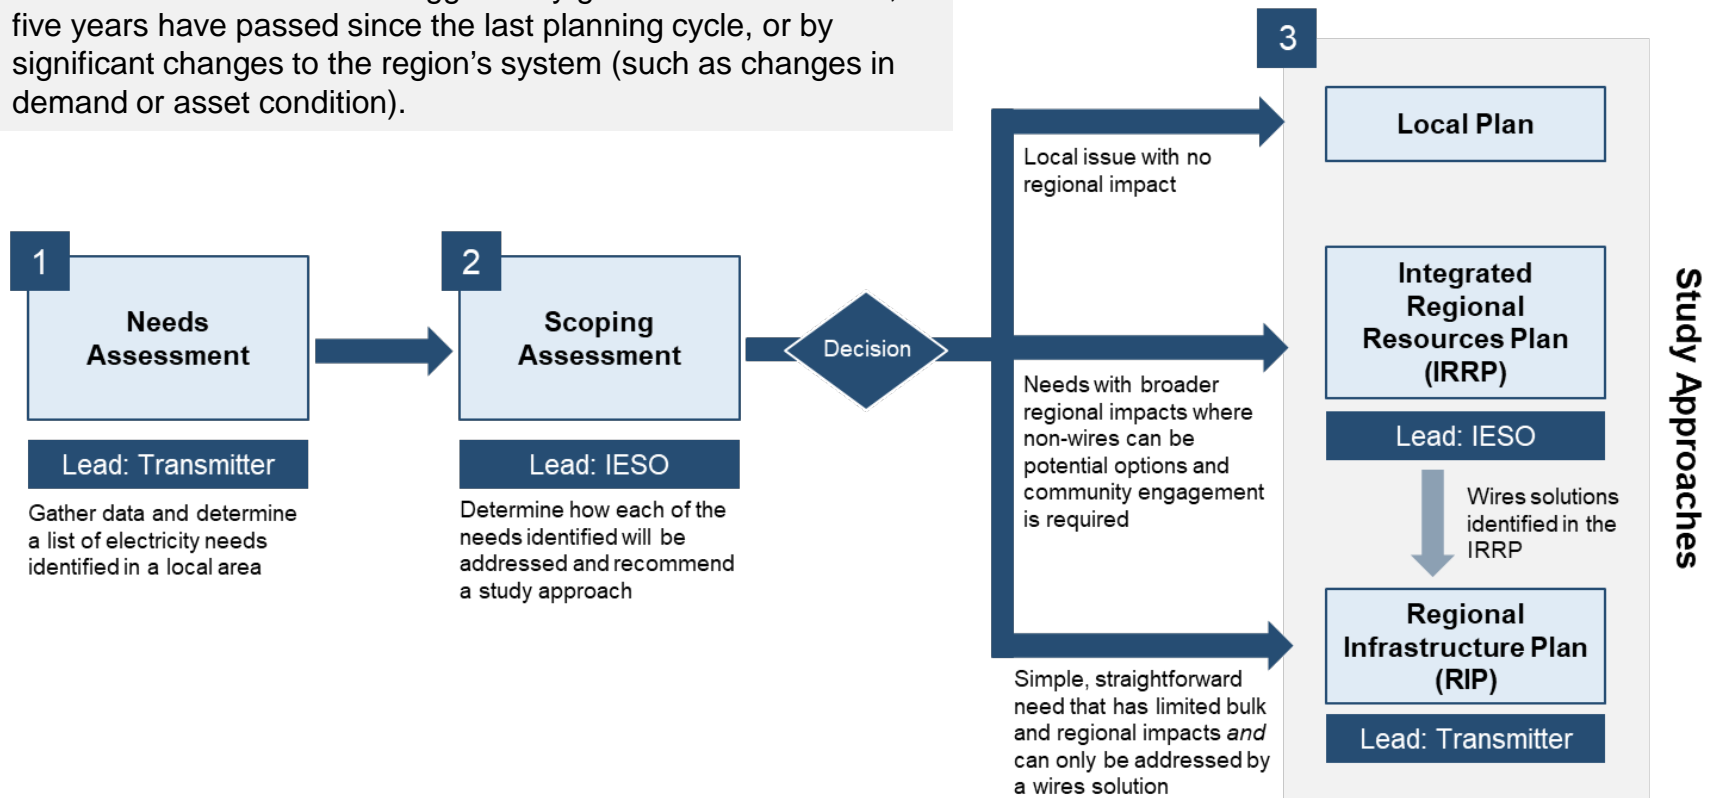 five years have passed since the last planning cycle, or by
significant changes to the region's system (such as changes in
demand or asset condition).
1
Needs
Assessment
Lead: Transmitter
Gather data and determine
a list of electricity needs
identified in a local area
2
Scoping
Assessment
Lead: IESO
Determine how each of the
needs identified will be
addressed and recommend
a study approach
Decision
Local issue with no
regional impact
Needs with broader
regional impacts where
non-wires can be
potential options and
community engagement
is required
Simple, straightforward
need that has limited bulk
and regional impacts and
can only be addressed by
a wires solution
3
Local Plan
Integrated
Regional
Resources Plan
(IRRP)
Lead: IESO
Wires solutions
identified in the
IRRP
Regional
Infrastructure Plan
(RIP)
Lead: Transmitter
Study Approaches